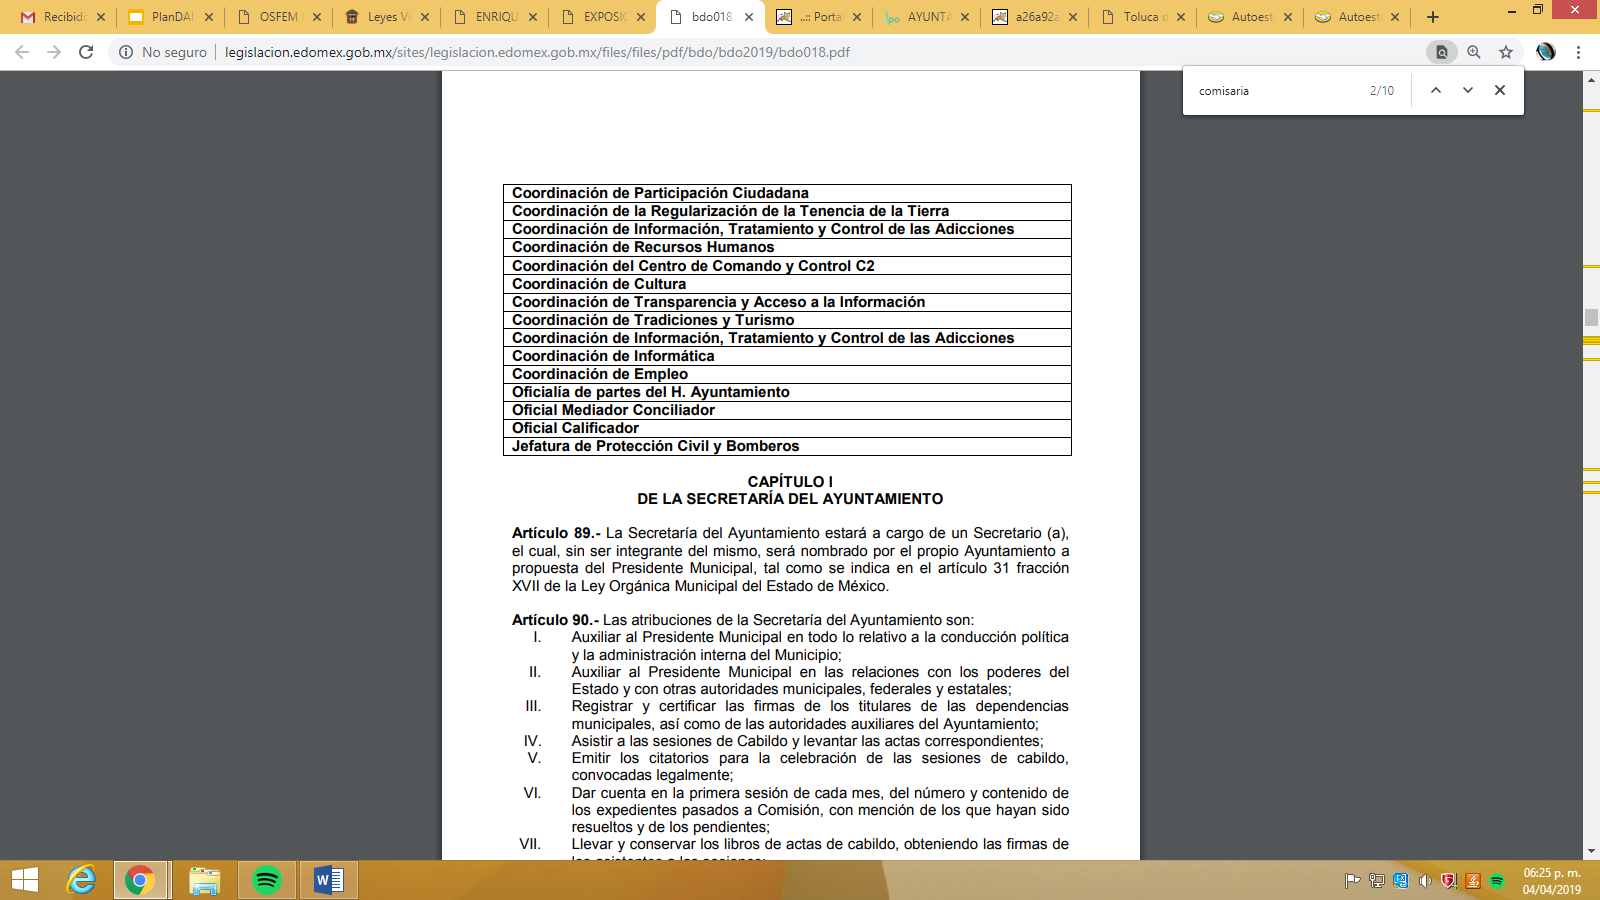 Recibido
PlanDA
OSFEM
Leyes Vi
ENRIQU
EXPOSIC
bdo018.
..:: Portal
AYUNTA
a26a92a
Toluca d
Autoest
Autoest
No seguro
legislacion.edomex.gob.mx/sites/legislacion.edomex.gob.mx/files/files/pdf/bdo/bdo2019/bdo018.pdf
comisaria 2/10
Coordinación de Participación Ciudadana
Coordinación de la Regularización de la Tenencia de la Tierra
Coordinación de Información, Tratamiento y Control de las Adicciones
Coordinación de Recursos Humanos
Coordinación del Centro de Comando y Control C2
Coordinación de Cultura
Coordinación de Transparencia y Acceso a la Información
Coordinación de Tradiciones y Turismo
Coordinación de Información, Tratamiento y Control de las Adicciones
Coordinación de Informática
Coordinación de Empleo
Oficialía de partes del H. Ayuntamiento
Oficial Mediador Conciliador
Oficial Calificador
Jefatura de Protección Civil y Bomberos
CAPÍTULO I
DE LA SECRETARÍA DEL AYUNTAMIENTO
Artículo 89.- La Secretaría del Ayuntamiento estará a cargo de un Secretario (a),
el cual, sin ser integrante del mismo, será nombrado por el propio Ayuntamiento a
propuesta del Presidente Municipal, tal como se indica en el artículo 31 fracción
XVII de la Ley Orgánica Municipal del Estado de México.
Artículo 90.- Las atribuciones de la Secretaría del Ayuntamiento son:
I. Auxiliar al Presidente Municipal en todo lo relativo a la conducción política
y la administración interna del Municipio;
II. Auxiliar al Presidente Municipal en las relaciones con los poderes del
Estado y con otras autoridades municipales, federales y estatales;
III. Registrar y certificar las firmas de los titulares de las dependencias
municipales, así como de las autoridades auxiliares del Ayuntamiento;
IV. Asistir a las sesiones de Cabildo y levantar las actas correspondientes;
V. Emitir los citatorios para la celebración de las sesiones de cabildo,
convocadas legalmente;
VI. Dar cuenta en la primera sesión de cada mes, del número y contenido de
los expedientes pasados a Comisión, con mención de los que hayan sido
resueltos y de los pendientes;
VII. Llevar y conservar los libros de actas de cabildo, obteniendo las firmas de
los asistentes a las sesiones;
06:25 p. m.
04/04/2019